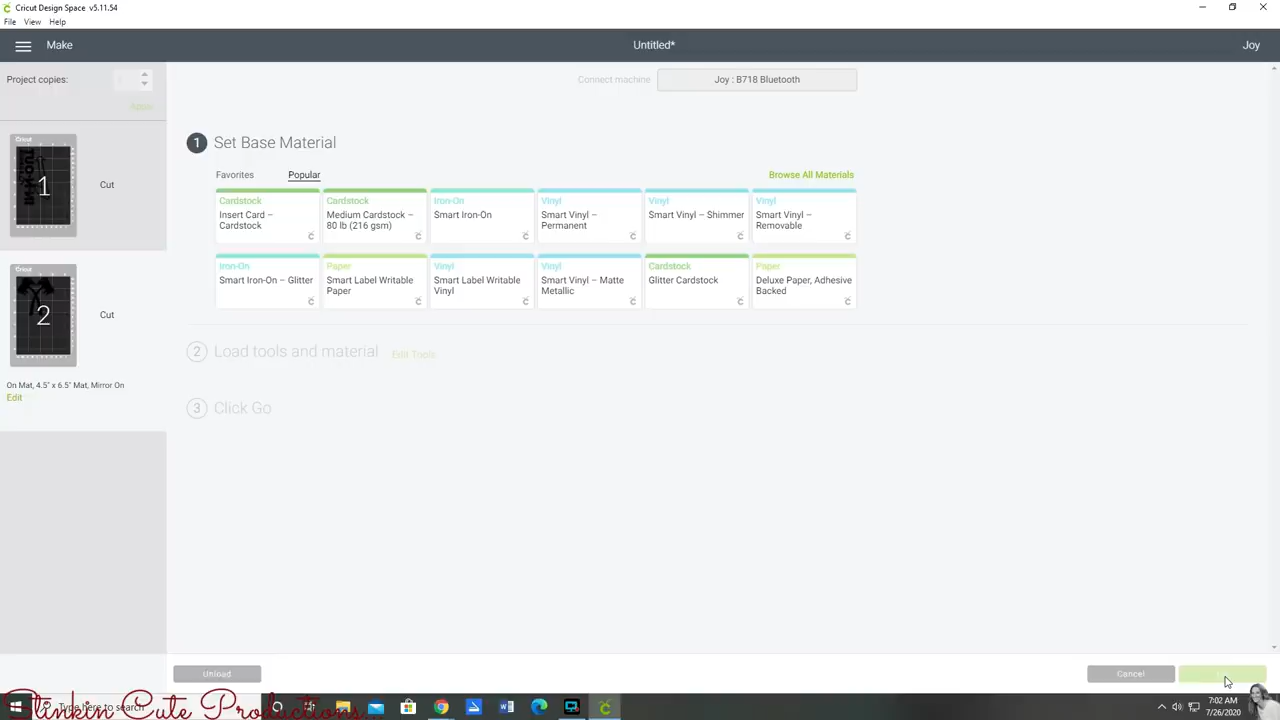 Cricut Design Space v5.11.54
File View Help
Make
Untitled*
Joy
Project copies:
Connect machine
Joy : B718 Bluetooth
Apply
cricut
1
Cut
cricut
2
Cut
On Mat, 4.5" x 6.5" Mat, Mirror On
Edit
1 Set Base Material
Favorites
Popular
Browse All Materials
Cardstock
Insert Card –
Cardstock
Cardstock
Medium Cardstock –
80 lb (216 gsm)
Iron-On
Smart Iron-On
Vinyl
Smart Vinyl –
Permanent
Vinyl
Smart Vinyl – Shimmer
Vinyl
Smart Vinyl –
Removable
Iron-On
Smart Iron-On – Glitter
Paper
Smart Label Writable
Paper
Vinyl
Smart Label Writable
Vinyl
Vinyl
Smart Vinyl – Matte
Metallic
Cardstock
Glitter Cardstock
Paper
Deluxe Paper, Adhesive
Backed
2 Load tools and material
Edit Tools
3 Click Go
Unload
Cancel
Stinkin Cute Productions...
Type here to search
7:02 AM
7/26/2020